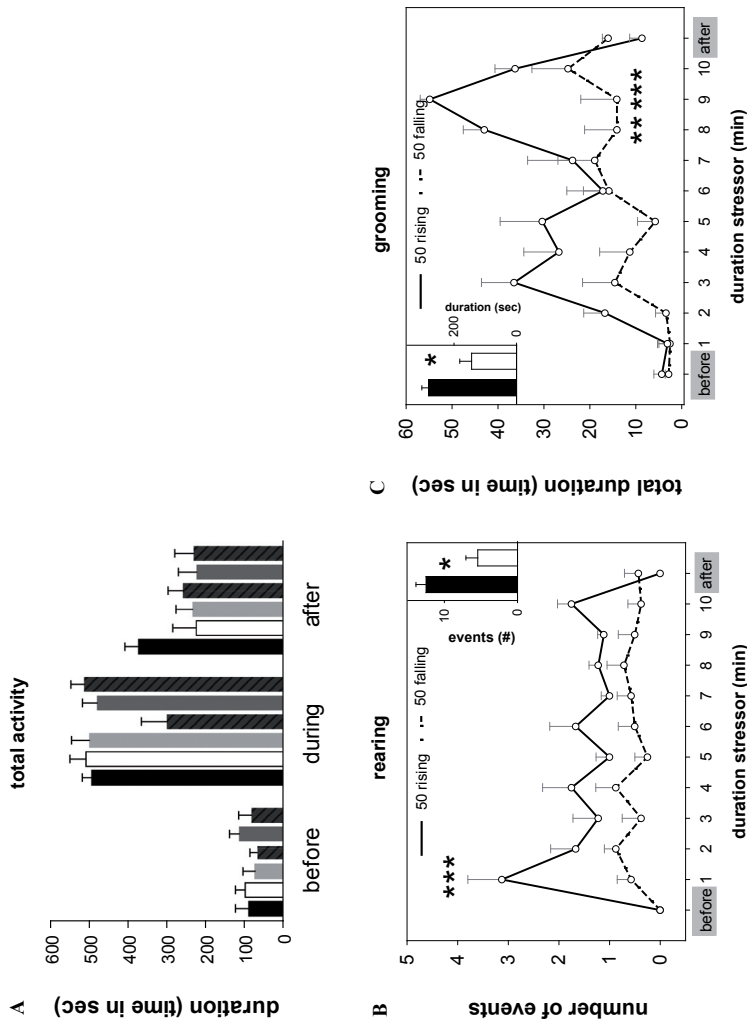 A
total activity
duration (time in sec)
600
500
400
300
200
100
0
before
during
after
B
rearing
number of events
5
4
3
2
1
0
50 rising 50 falling
***
events (#)
10
0
*
before
1 2 3 4 5 6 7 8 9 10
after
duration stressor (min)
C
grooming
total duration (time in sec)
60
50
40
30
20
10
0
50 rising 50 falling
duration (sec)
200
0
*
** ***
before
1 2 3 4 5 6 7 8 9 10
after
duration stressor (min)